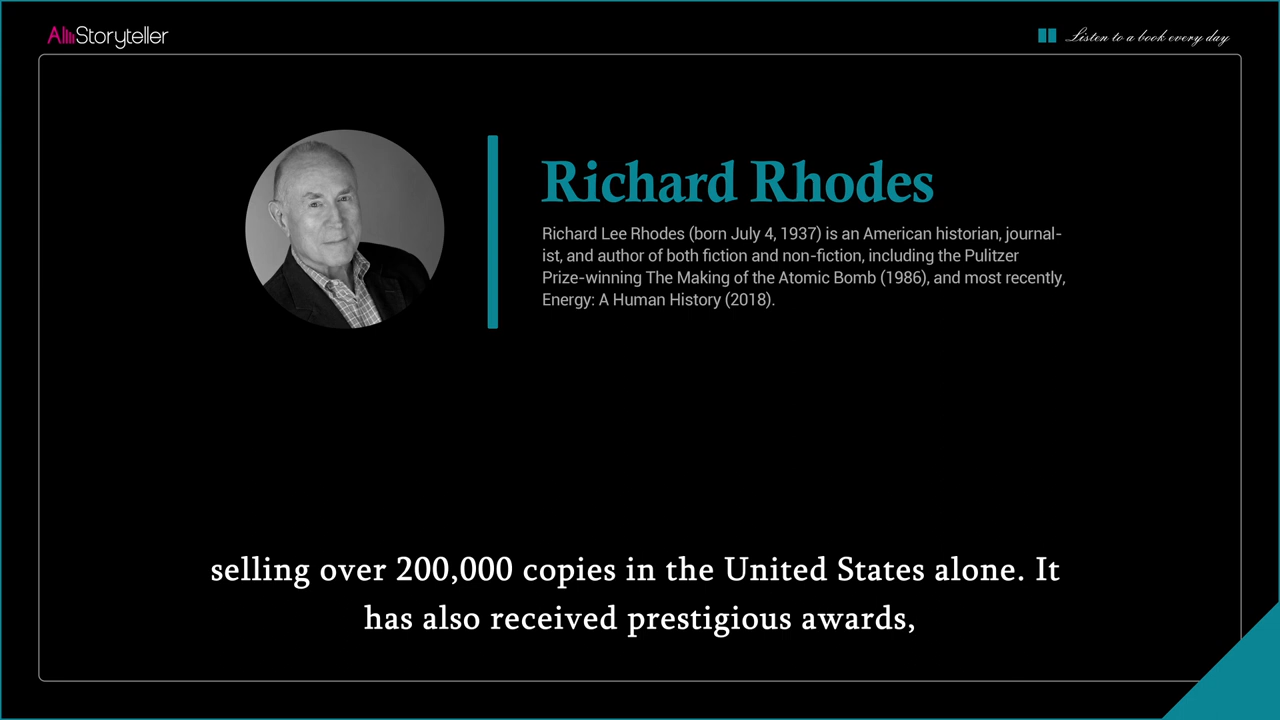 AllStoryteller
Listen to a book every day
Richard Rhodes
Richard Lee Rhodes (born July 4, 1937) is an American historian, journal-
ist, and author of both fiction and non-fiction, including the Pulitzer
Prize-winning The Making of the Atomic Bomb (1986), and most recently,
Energy: A Human History (2018).
selling over 200,000 copies in the United States alone. It
has also received prestigious awards,